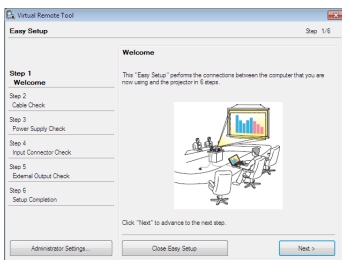 Virtual Remote Tool
Easy Setup
Step 1/6
Welcome
Step 1
Welcome
This "Easy Setup" performs the connections between the computer that you are
now using and the projector in 6 steps.
Step 2
Cable Check
Step 3
Power Supply Check
Step 4
Input Connector Check
Step 5
External Output Check
Step 6
Setup Completion
Click "Next" to advance to the next step.
Administrator Settings...
Close Easy Setup
Next >